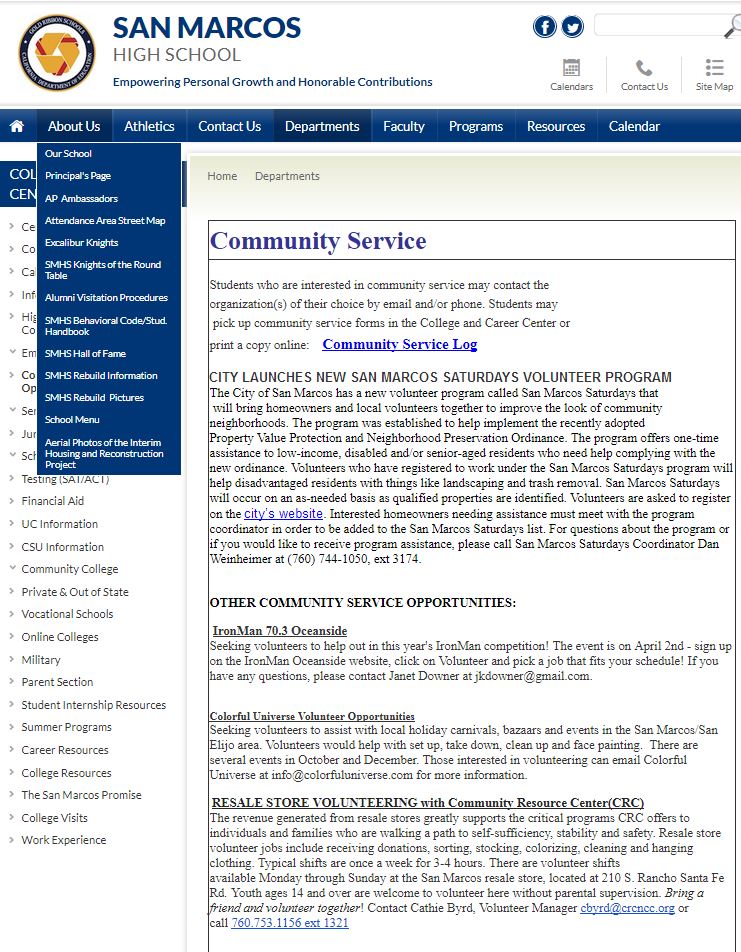 GOLD RIBBON SCHOOLS
CALIFORNIA DEPARTMENT OF EDUCATION
SAN MARCOS
HIGH SCHOOL
Empowering Personal Growth and Honorable Contributions
Calendars
Contact Us
Site Map
About Us
Athletics
Contact Us
Departments
Faculty
Programs
Resources
Calendar
Our School
Principal's Page
AP Ambassadors
Attendance Area Street Map
Excalibur Knights
SMHS Knights of the Round
Table
Alumni Visitation Procedures
SMHS Behavioral Code/Stud.
Handbook
SMHS Hall of Fame
SMHS Rebuild Information
SMHS Rebuild Pictures
School Menu
Aerial Photos of the Interim
Housing and Reconstruction
Project
COL
CEN
Ce
Co
Cal
Inf
Hig
Co
Em
Co
Op
Ser
Jur
Sch
Testing (SAT/ACT)
Financial Aid
UC Information
CSU Information
Community College
Private & Out of State
Vocational Schools
Online Colleges
Military
Parent Section
Student Internship Resources
Summer Programs
Career Resources
College Resources
The San Marcos Promise
College Visits
Work Experience
Home
Departments
Community Service
Students who are interested in community service may contact the
organization(s) of their choice by email and/or phone. Students may
pick up community service forms in the College and Career Center or
print a copy online: Community Service Log
CITY LAUNCHES NEW SAN MARCOS SATURDAYS VOLUNTEER PROGRAM
The City of San Marcos has a new volunteer program called San Marcos Saturdays that
will bring homeowners and local volunteers together to improve the look of community
neighborhoods. The program was established to help implement the recently adopted
Property Value Protection and Neighborhood Preservation Ordinance. The program offers one-time
assistance to low-income, disabled and/or senior-aged residents who need help complying with the
new ordinance. Volunteers who have registered to work under the San Marcos Saturdays program will
help disadvantaged residents with things like landscaping and trash removal. San Marcos Saturdays
will occur on an as-needed basis as qualified properties are identified. Volunteers are asked to register
on the city's website. Interested homeowners needing assistance must meet with the program
coordinator in order to be added to the San Marcos Saturdays list. For questions about the program or
if you would like to receive program assistance, please call San Marcos Saturdays Coordinator Dan
Weinheimer at (760) 744-1050, ext 3174.
OTHER COMMUNITY SERVICE OPPORTUNITIES:
IronMan 70.3 Oceanside
Seeking volunteers to help out in this year's IronMan competition! The event is on April 2nd - sign up
on the IronMan Oceanside website, click on Volunteer and pick a job that fits your schedule! If you
have any questions, please contact Janet Downer at jkdowner@gmail.com.
Colorful Universe Volunteer Opportunities
Seeking volunteers to assist with local holiday carnivals, bazaars and events in the San Marcos/San
Elijo area. Volunteers would help with set up, take down, clean up and face painting. There are
several events in October and December. Those interested in volunteering can email Colorful
Universe at info@colorfuluniverse.com for more information.
RESALE STORE VOLUNTEERING with Community Resource Center(CRC)
The revenue generated from resale stores greatly supports the critical programs CRC offers to
individuals and families who are walking a path to self-sufficiency, stability and safety. Resale store
volunteer jobs include receiving donations, sorting, stocking, colorizing, cleaning and hanging
clothing. Typical shifts are once a week for 3-4 hours. There are volunteer shifts
available Monday through Sunday at the San Marcos resale store, located at 210 S. Rancho Santa Fe
Rd. Youth ages 14 and over are welcome to volunteer here without parental supervision. Bring a
friend and volunteer together! Contact Cathie Byrd, Volunteer Manager cbyrd@crcncc.org or
call 760.753.1156 ext 1321